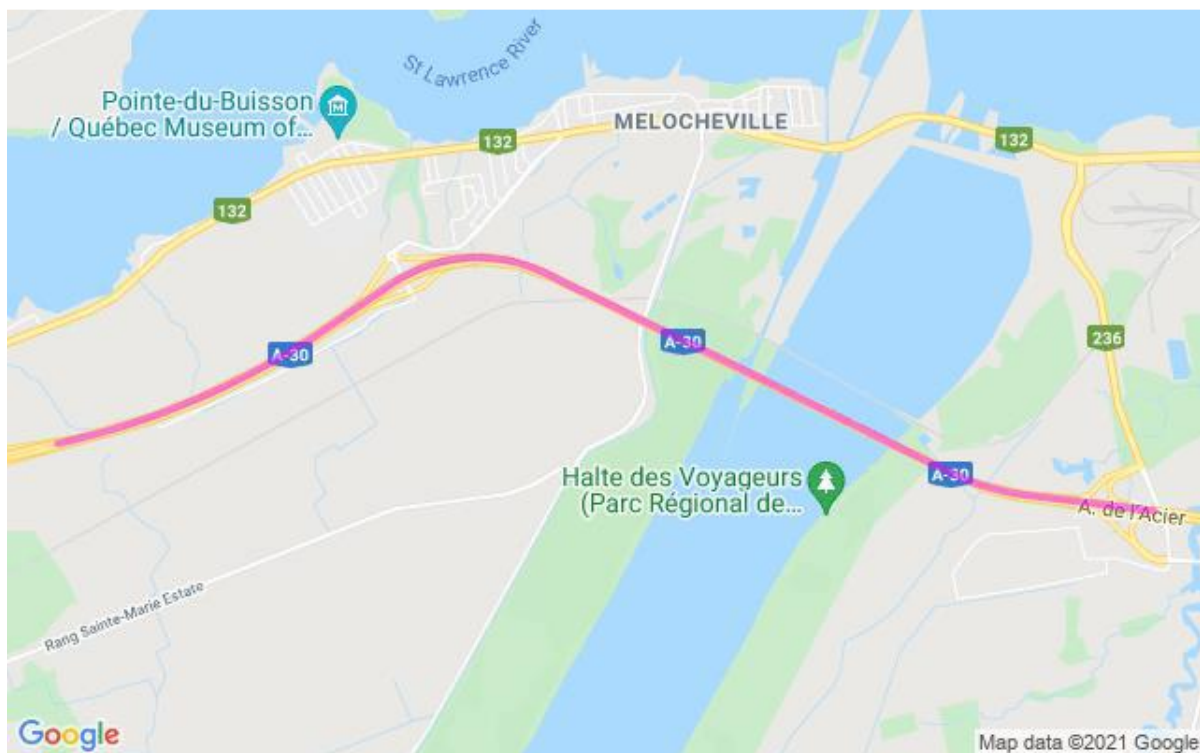 St Lawrence River
Pointe-du-Buisson
/ Québec Museum of...
MELOCHEVILLE
132
132
132
A-30
A-30
236
Halte des Voyageurs
(Parc Régional de...
A-30
A. de l'Acier
Rang Sainte-Marie Estate
Google
Map data ©2021 Google